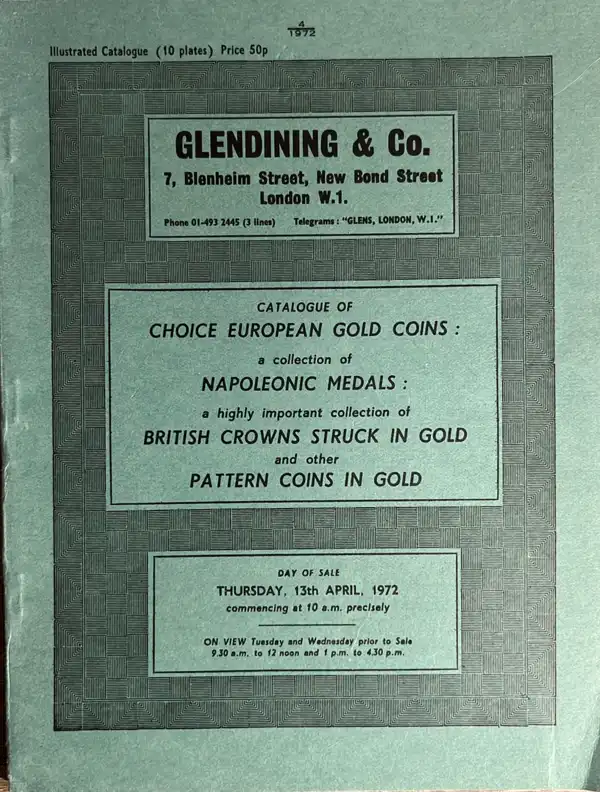 4
1972
Illustrated Catalogue (10 plates) Price 50p
GLENDINING & Co.
7, Blenheim Street, New Bond Street
London W.1.
Phone 01-493 2445 (3 lines) Telegrams : "GLENS, LONDON, W.1."
CATALOGUE OF
CHOICE EUROPEAN GOLD COINS :
a collection of
NAPOLEONIC MEDALS :
a highly important collection of
BRITISH CROWNS STRUCK IN GOLD
and other
PATTERN COINS IN GOLD
DAY OF SALE
THURSDAY, 13th APRIL, 1972
commencing at 10 a.m. precisely
ON VIEW Tuesday and Wednesday prior to Sale
9.30 a.m. to 12 noon and 1 p.m. to 4.30 p.m.